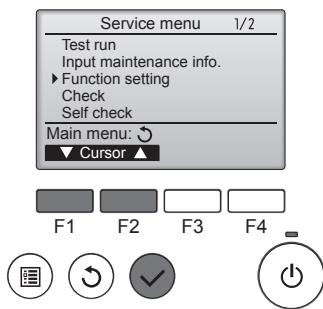 Service menu 1/2
Test run
Input maintenance info.
Function setting
Check
Self check
Main menu:
▼ Cursor ▲
F1 F2 F3 F4